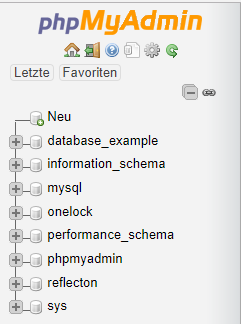 phpMyAdmin
Letzte Favoriten
Neu
database_example
information_schema
mysql
onelock
performance_schema
phpmyadmin
reflecton
sys